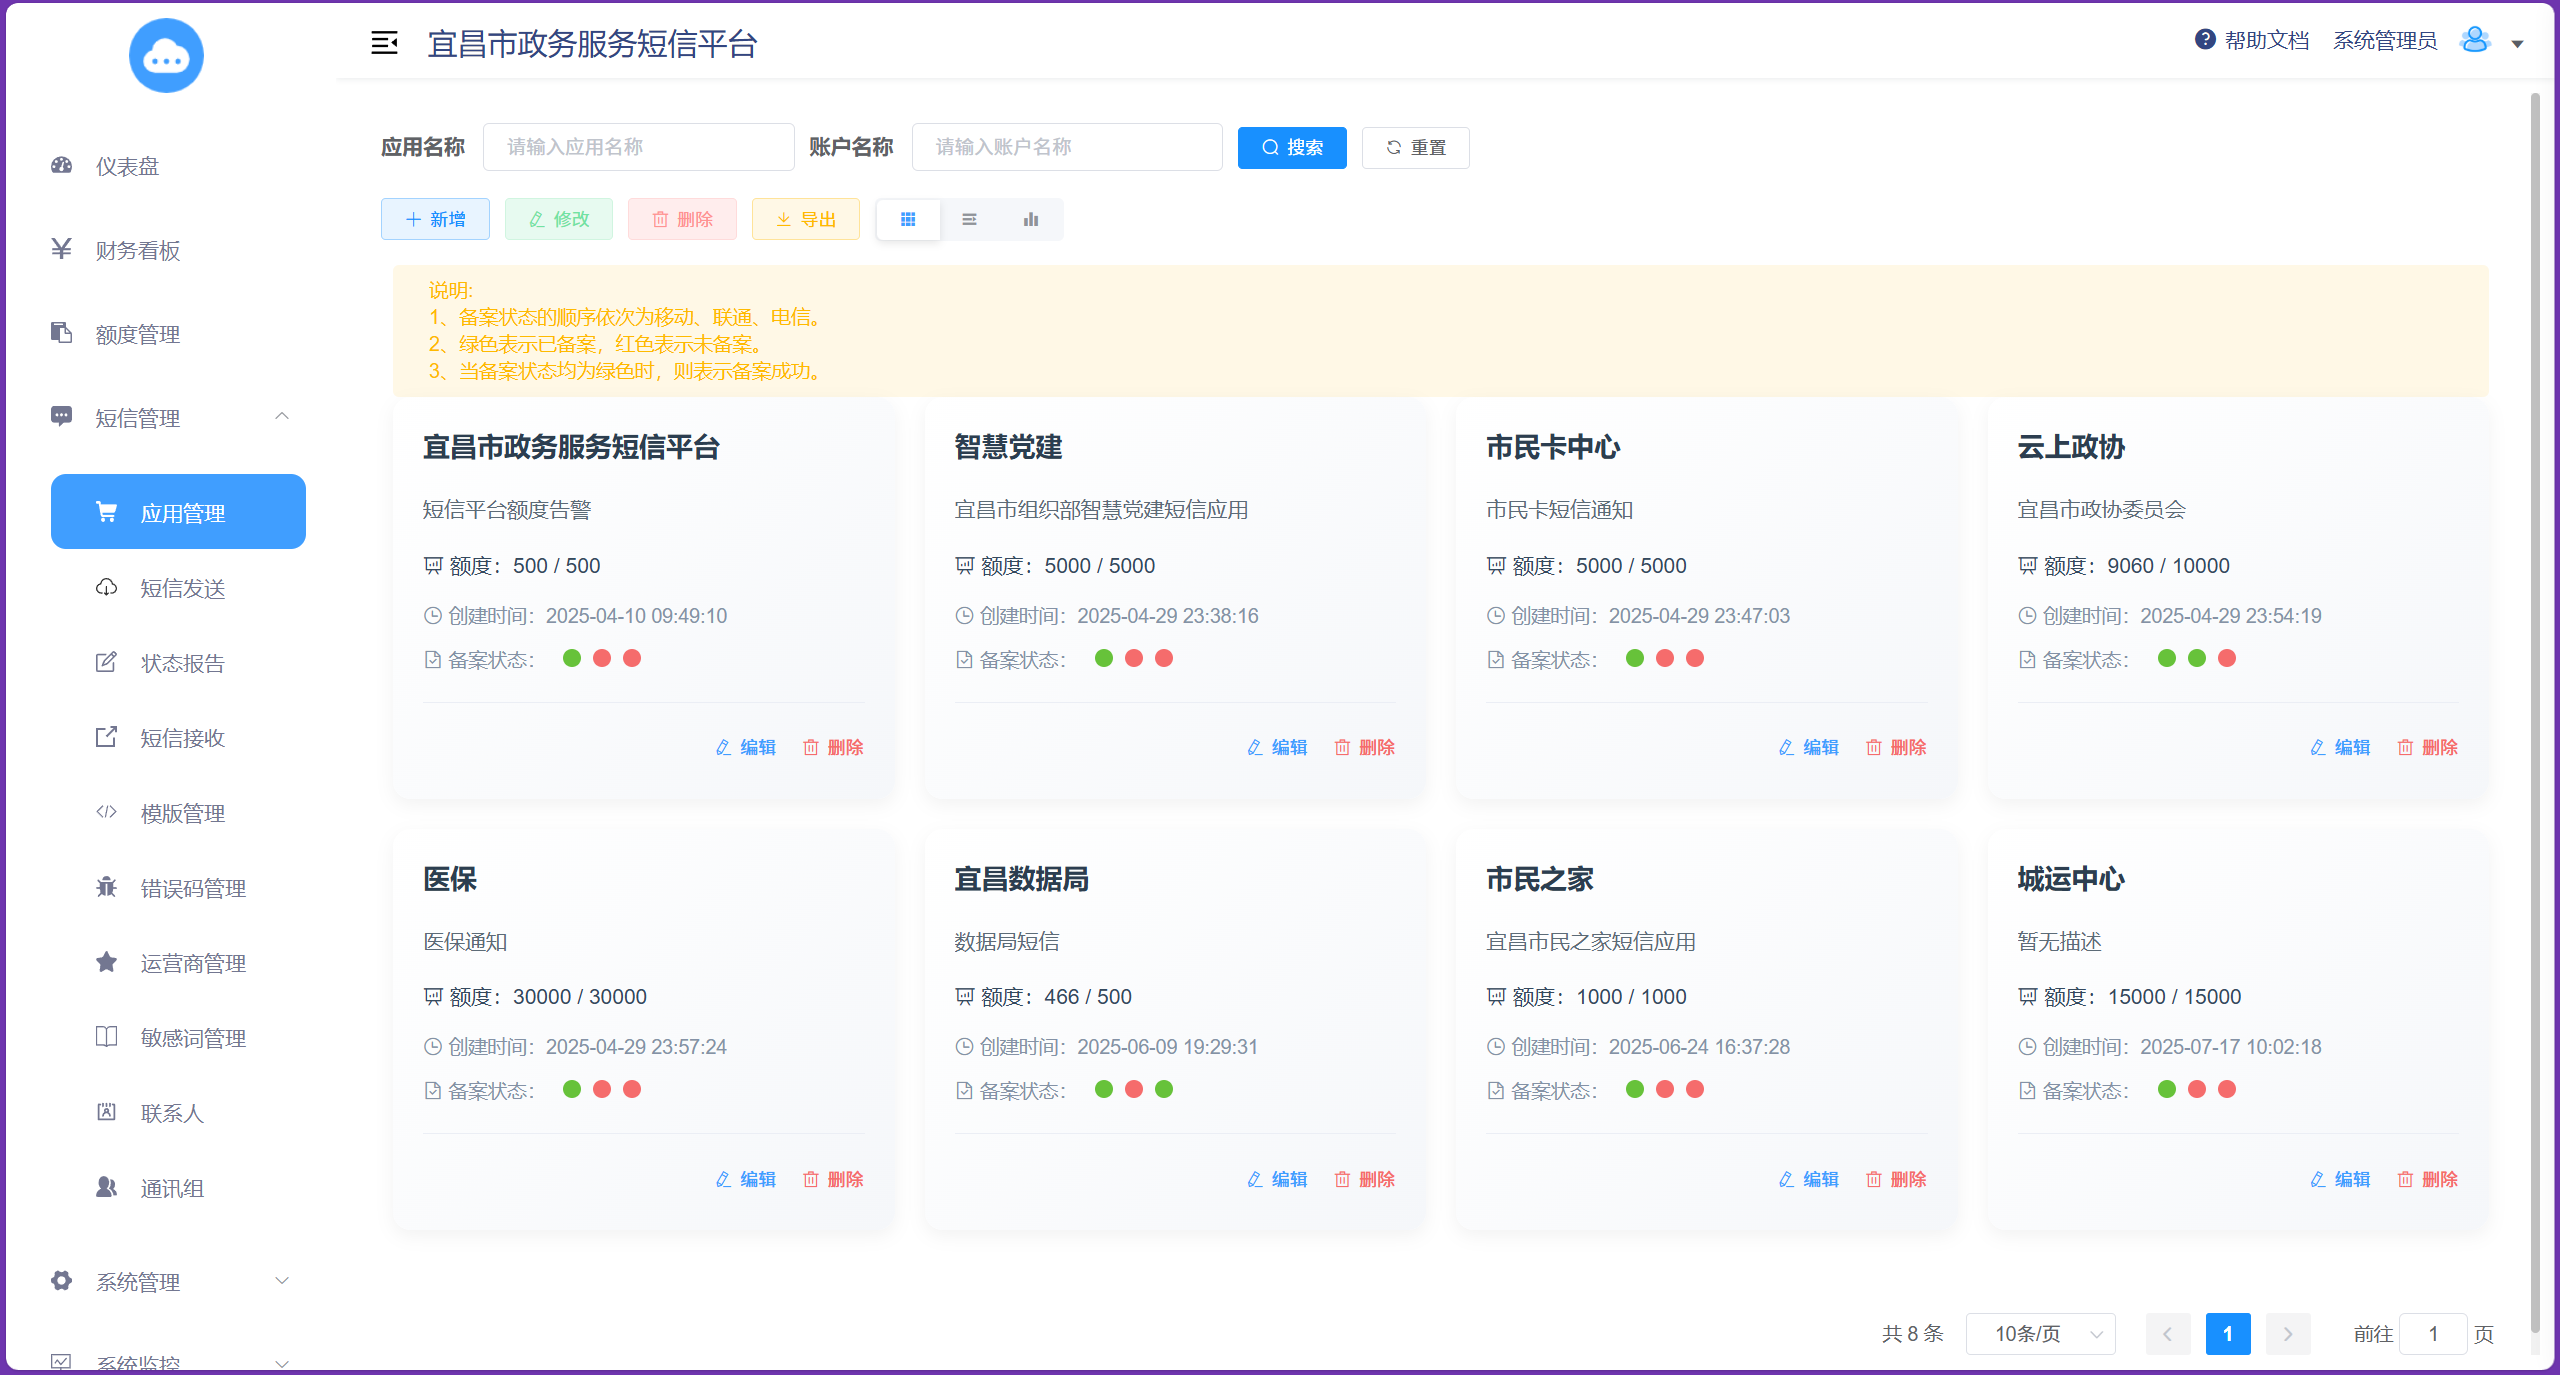 宜昌市政务服务短信平台
帮助文档 系统管理员
仪表盘
财务看板
额度管理
短信管理
应用管理
短信发送
状态报告
短信接收
模版管理
错误码管理
运营商管理
敏感词管理
联系人
通讯组
系统管理
系统监控
应用名称 请输入应用名称 账户名称 请输入账户名称 搜索 重置
新增 修改 删除 导出
说明:
1、备案状态的顺序依次为移动、联通、电信。
2、绿色表示已备案，红色表示未备案。
3、当备案状态均为绿色时，则表示备案成功。
宜昌市政务服务短信平台
短信平台额度告警
额度：500 / 500
创建时间：2025-04-10 09:49:10
备案状态：
编辑 删除
智慧党建
宜昌市组织部智慧党建短信应用
额度：5000 / 5000
创建时间：2025-04-29 23:38:16
备案状态：
编辑 删除
市民卡中心
市民卡短信通知
额度：5000 / 5000
创建时间：2025-04-29 23:47:03
备案状态：
编辑 删除
云上政协
宜昌市政协委员会
额度：9060 / 10000
创建时间：2025-04-29 23:54:19
备案状态：
编辑 删除
医保
医保通知
额度：30000 / 30000
创建时间：2025-04-29 23:57:24
备案状态：
编辑 删除
宜昌数据局
数据局短信
额度：466 / 500
创建时间：2025-06-09 19:29:31
备案状态：
编辑 删除
市民之家
宜昌市民之家短信应用
额度：1000 / 1000
创建时间：2025-06-24 16:37:28
备案状态：
编辑 删除
城运中心
暂无描述
额度：15000 / 15000
创建时间：2025-07-17 10:02:18
备案状态：
编辑 删除
共 8 条 10条/页 1 前往 1 页